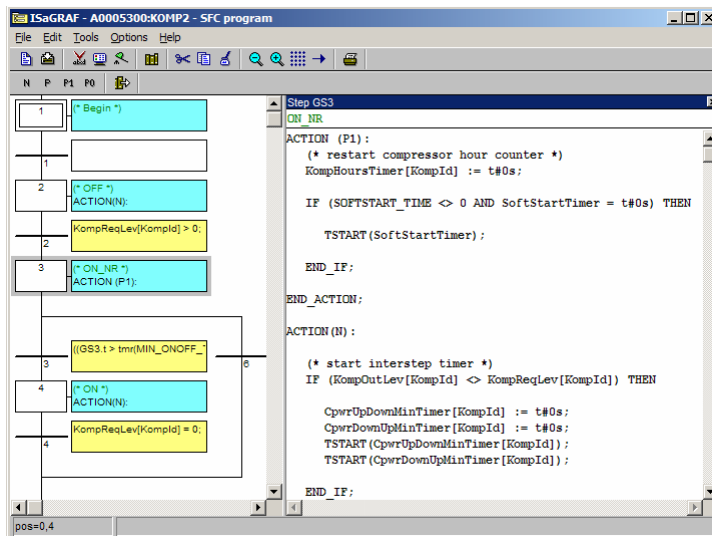 ISaGRAF - A0005300:KOMP2 - SFC program
File Edit Tools Options Help
N P P1 P0
1
(* Begin *)
1
2
(* OFF *)
ACTION(N):
KompReqLev[KompId] > 0;
2
3
(* ON_NR *)
ACTION (P1):
((GS3.t > tmr(MIN_ONOFF_
3
6
4
(* ON *)
ACTION(N):
KompReqLev[KompId] = 0;
4
Step GS3
ON_NR
ACTION (P1):
(* restart compressor hour counter *)
KompHoursTimer[KompId] := t#0s;
IF (SOFTSTART_TIME <> 0 AND SoftStartTimer = t#0s) THEN
TSTART(SoftStartTimer);
END_IF;
END_ACTION;
ACTION(N):
(* start interstep timer *)
IF (KompOutLev[KompId] <> KompReqLev[KompId]) THEN
CpwrUpDownMinTimer[KompId] := t#0s;
CpwrDownUpMinTimer[KompId] := t#0s;
TSTART(CpwrUpDownMinTimer[KompId]);
TSTART(CpwrDownUpMinTimer[KompId]);
END_IF;
pos=0,4